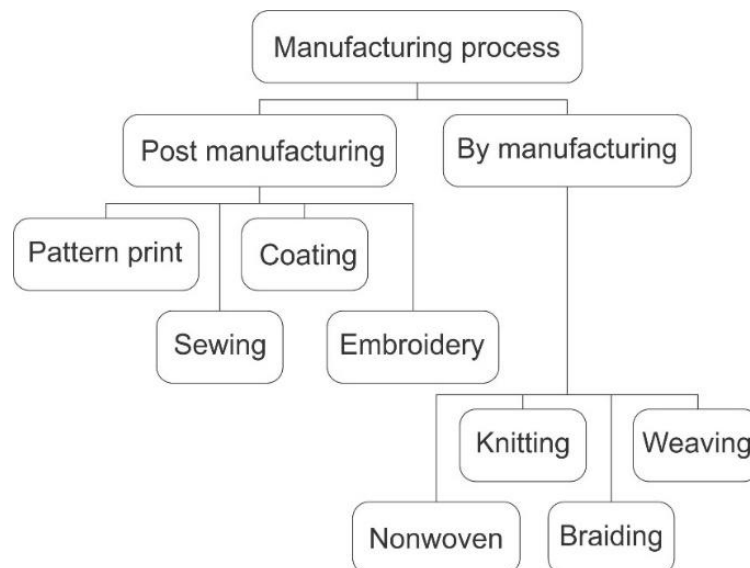 Manufacturing process
Post manufacturing
By manufacturing
Pattern print
Coating
Sewing
Embroidery
Knitting
Weaving
Nonwoven
Braiding